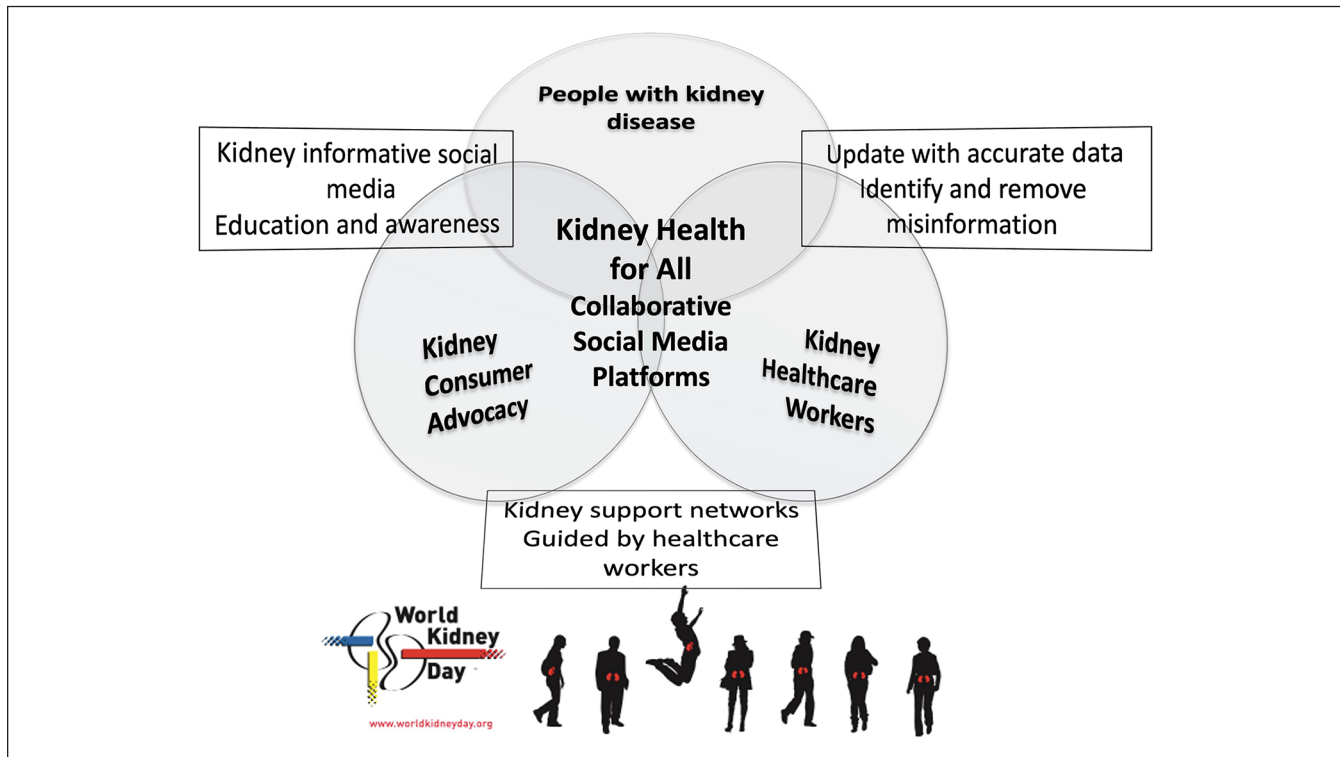 People with kidney
disease
Kidney informative social
media
Education and awareness
Update with accurate data
Identify and remove
misinformation
Kidney Health
for All
Collaborative
Social Media
Platforms
Kidney
Consumer
Advocacy
Kidney
Healthcare
Workers
Kidney support networks
Guided by healthcare
workers
World
Kidney
Day
www.worldkidneyday.org